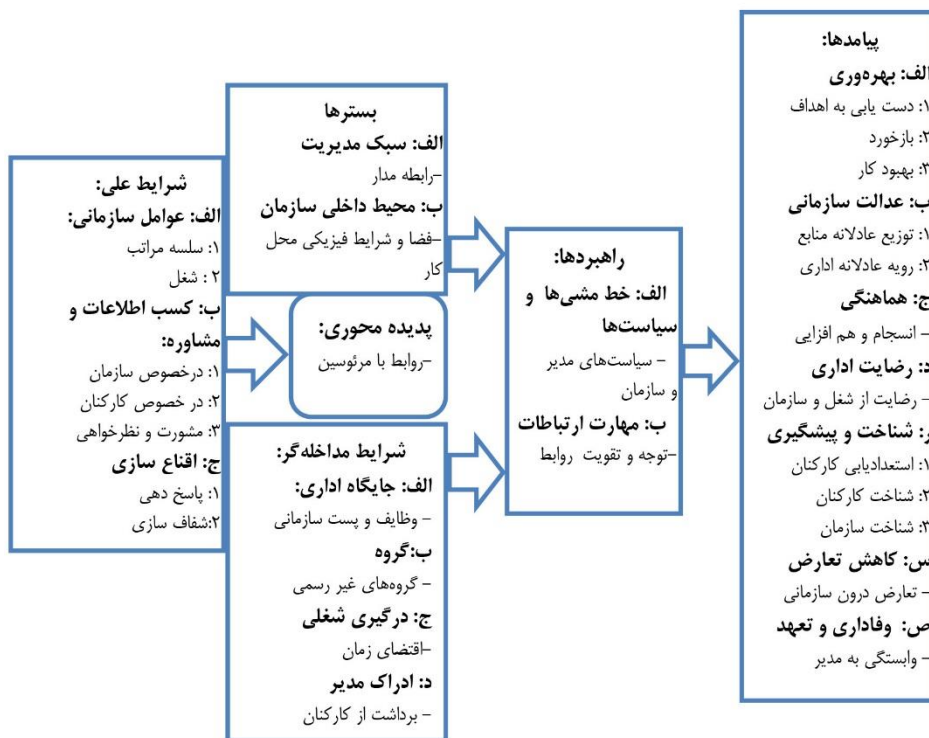 شرایط علی:
الف: عوامل سازمانی:
۱: سلسه مراتب
۲ : شغل
ب: کسب اطلاعات و
مشاوره:
۱: درخصوص سازمان
۲: در خصوص کارکنان
۳: مشورت و نظرخواهی
ج: اقناع سازی
۱: پاسخ دهی
۲:شفاف سازی
بسترها
الف: سبک مدیریت
-رابطه مدار
ب: محیط داخلی سازمان
-فضا و شرایط فیزیکی محل
کار
پدیده محوری:
-روابط با مرئوسین
شرایط مداخله‌گر:
الف: جایگاه اداری:
- وظایف و پست سازمانی
ب:گروه
- گروه‌های غیر رسمی
ج: درگیری شغلی
-اقتضای زمان
د: ادراک مدیر
- برداشت از کارکنان
راهبردها:
الف: خط مشی‌ها و
سیاست‌ها
- سیاست‌های مدیر
و سازمان
ب: مهارت ارتباطات
-توجه و تقویت روابط
پیامدها:
الف: بهره‌وری
۱: دست یابی به اهداف
۲: بازخورد
۳: بهبود کار
ب: عدالت سازمانی
۱: توزیع عادلانه منابع
۲: رویه عادلانه اداری
ج: هماهنگی
- انسجام و هم افزایی
د: رضایت اداری
- رضایت از شغل و سازمان
ر: شناخت و پیشگیری
۱: استعدادیابی کارکنان
۲: شناخت کارکنان
۳: شناخت سازمان
س: کاهش تعارض
- تعارض درون سازمانی
ص: وفاداری و تعهد
- وابستگی به مدیر